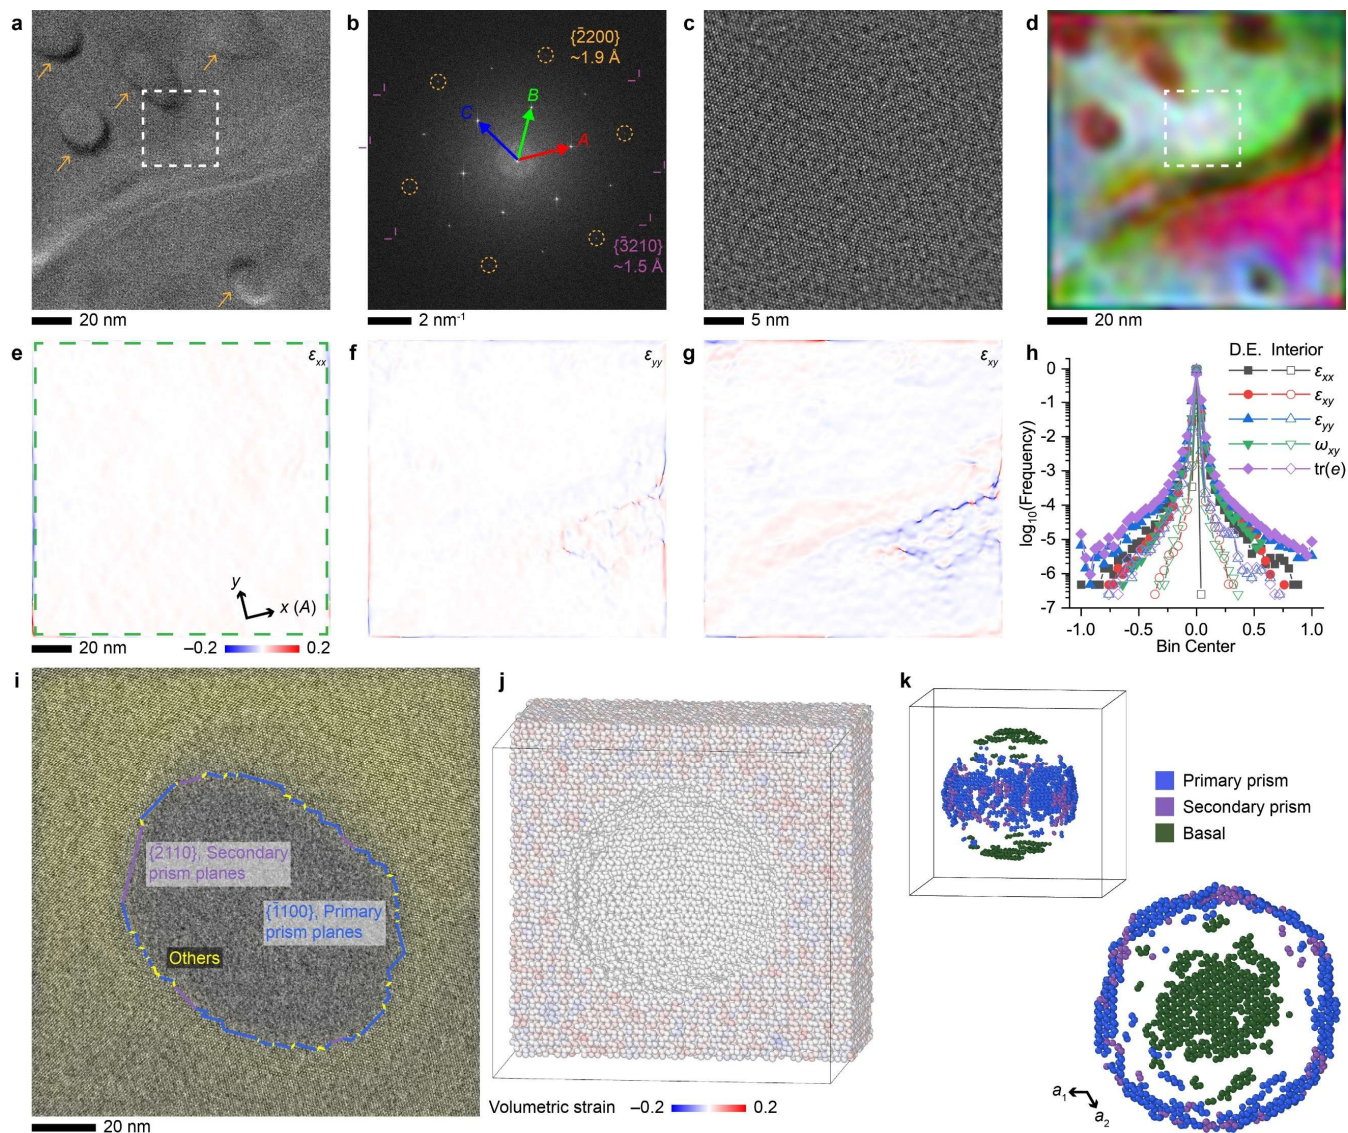 a
20 nm
b
{2̄200}
~1.9 Å
C
B
A
{3̄210}
~1.5 Å
2 nm⁻¹
c
5 nm
d
20 nm
e
εxx
y
x (A)
20 nm
−0.2
0.2
f
εyy
g
εxy
h
D.E. Interior
εxx
εxy
εyy
ωxy
tr(e)
log₁₀(Frequency)
0
-1
-2
-3
-4
-5
-6
-7
-1.0
-0.5
0.0
0.5
1.0
Bin Center
i
{2̄110}, Secondary
prism planes
{1̄100}, Primary
prism planes
Others
20 nm
j
Volumetric strain
−0.2
0.2
k
Primary prism
Secondary prism
Basal
a₁
a₂